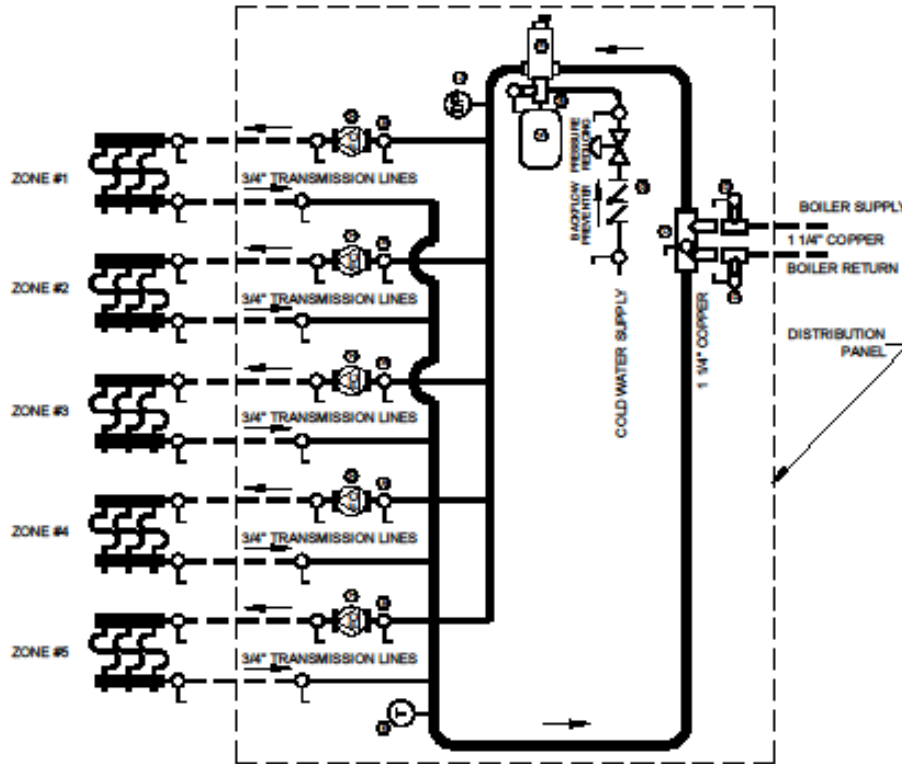 ZONE #1
3/4" TRANSMISSION LINES
ZONE #2
3/4" TRANSMISSION LINES
ZONE #3
3/4" TRANSMISSION LINES
ZONE #4
3/4" TRANSMISSION LINES
ZONE #5
3/4" TRANSMISSION LINES
T
PRESSURE
REDUCING
BACKFLOW
PREVENTER
COLD WATER SUPPLY
1 1/4" COPPER
BOILER SUPPLY
1 1/4" COPPER
BOILER RETURN
DISTRIBUTION
PANEL